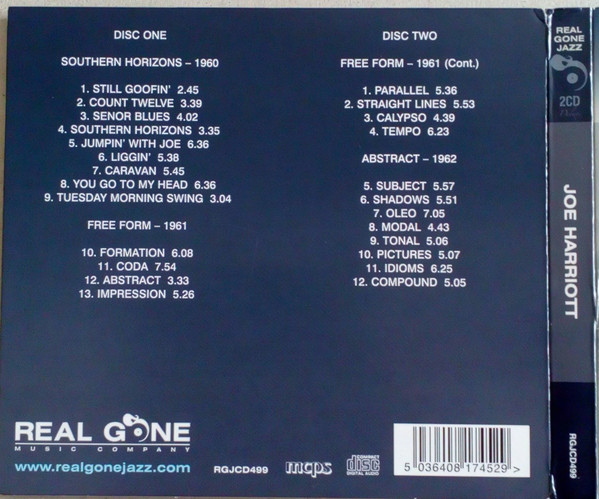 DISC ONE
SOUTHERN HORIZONS – 1960
1. STILL GOOFIN' 2.45
2. COUNT TWELVE 3.39
3. SENOR BLUES 4.02
4. SOUTHERN HORIZONS 3.35
5. JUMPIN' WITH JOE 6.36
6. LIGGIN' 5.38
7. CARAVAN 5.45
8. YOU GO TO MY HEAD 6.36
9. TUESDAY MORNING SWING 3.04
FREE FORM – 1961
10. FORMATION 6.08
11. CODA 7.54
12. ABSTRACT 3.33
13. IMPRESSION 5.26
DISC TWO
FREE FORM – 1961 (Cont.)
1. PARALLEL 5.36
2. STRAIGHT LINES 5.53
3. CALYPSO 4.39
4. TEMPO 6.23
ABSTRACT – 1962
5. SUBJECT 5.57
6. SHADOWS 5.51
7. OLEO 7.05
8. MODAL 4.43
9. TONAL 5.06
10. PICTURES 5.07
11. IDIOMS 6.25
12. COMPOUND 5.05
REAL GONE
MUSIC COMPANY
www.realgonejazz.com
RGJCD499
mcps
COMPACT
disc
DIGITAL AUDIO
5 036408 174529 >
REAL
GONE
JAZZ
2CD
JOE HARRIOTT
RGJCD499